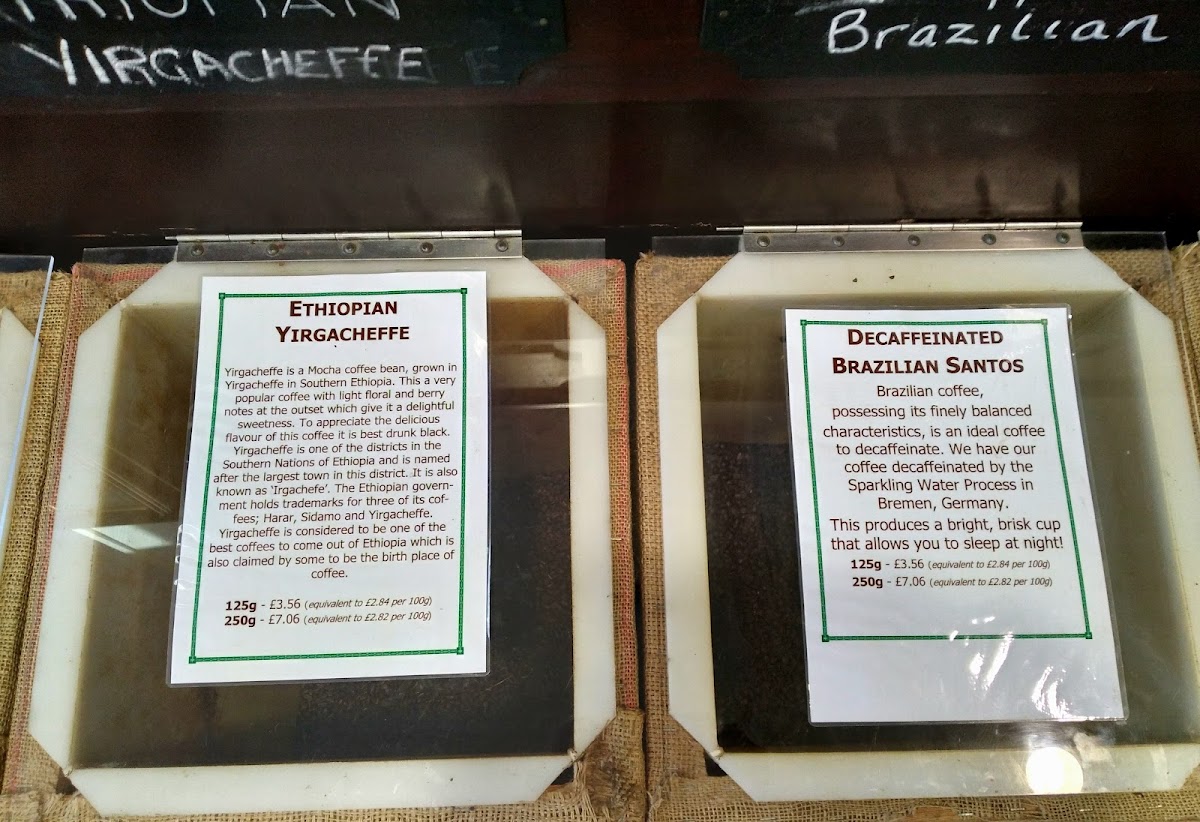 YIRGACHEFFE E
Brazilian
ETHIOPIAN
YIRGACHEFFE
Yirgacheffe is a Mocha coffee bean, grown in
Yirgacheffe in Southern Ethiopia. This a very
popular coffee with light floral and berry
notes at the outset which give it a delightful
sweetness. To appreciate the delicious
flavour of this coffee it is best drunk black.
Yirgacheffe is one of the districts in the
Southern Nations of Ethiopia and is named
after the largest town in this district. It is also
known as 'Irgachefe'. The Ethiopian govern-
ment holds trademarks for three of its cof-
fees; Harar, Sidamo and Yirgacheffe.
Yirgacheffe is considered to be one of the
best coffees to come out of Ethiopia which is
also claimed by some to be the birth place of
coffee.
125g - £3.56 (equivalent to £2.84 per 100g)
250g - £7.06 (equivalent to £2.82 per 100g)
DECAFFEINATED
BRAZILIAN SANTOS
Brazilian coffee,
possessing its finely balanced
characteristics, is an ideal coffee
to decaffeinate. We have our
coffee decaffeinated by the
Sparkling Water Process in
Bremen, Germany.
This produces a bright, brisk cup
that allows you to sleep at night!
125g - £3.56 (equivalent to £2.84 per 100g)
250g - £7.06 (equivalent to £2.82 per 100g)